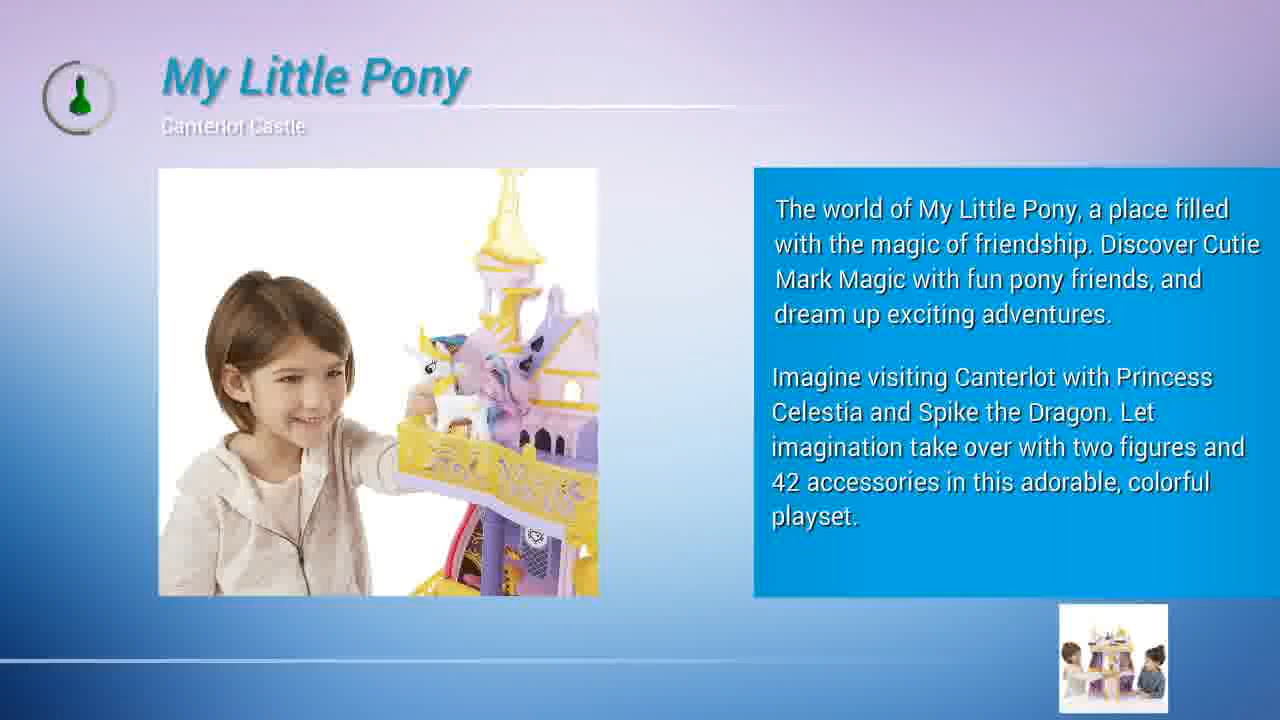 My Little Pony
Canterlot Castle
The world of My Little Pony, a place filled
with the magic of friendship. Discover Cutie
Mark Magic with fun pony friends, and
dream up exciting adventures.
Imagine visiting Canterlot with Princess
Celestia and Spike the Dragon. Let
imagination take over with two figures and
42 accessories in this adorable, colorful
playset.